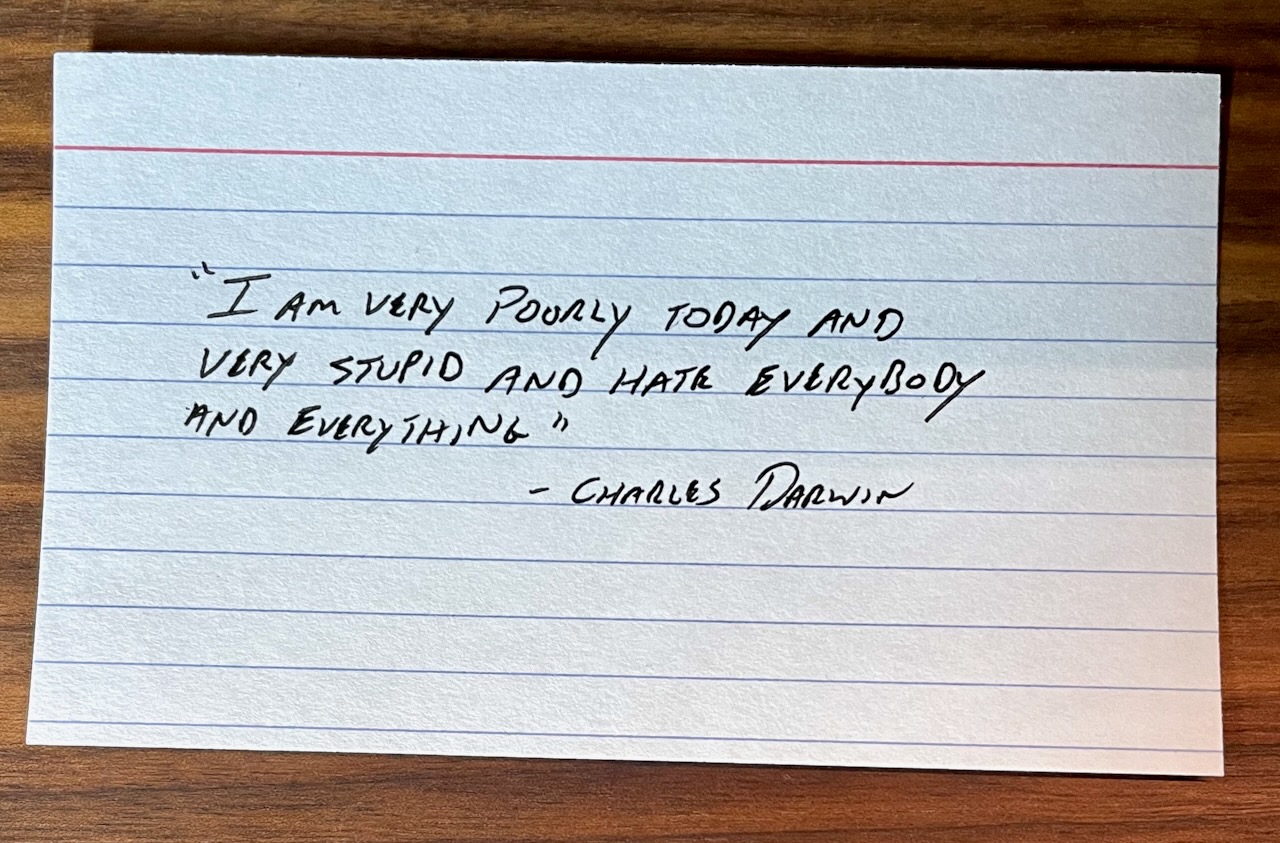 "I AM VERY POORLY TODAY AND
VERY STUPID AND HATE EVERYBODY
AND EVERYTHING"
- CHARLES DARWIN